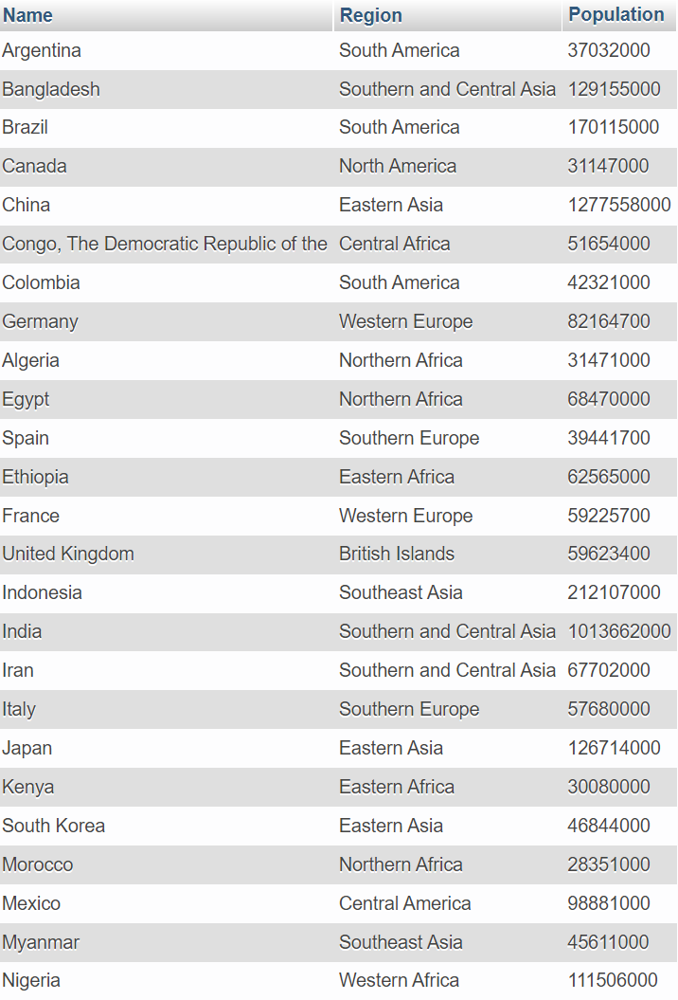 Name Region Population
Argentina South America 37032000
Bangladesh Southern and Central Asia 129155000
Brazil South America 170115000
Canada North America 31147000
China Eastern Asia 1277558000
Congo, The Democratic Republic of the Central Africa 51654000
Colombia South America 42321000
Germany Western Europe 82164700
Algeria Northern Africa 31471000
Egypt Northern Africa 68470000
Spain Southern Europe 39441700
Ethiopia Eastern Africa 62565000
France Western Europe 59225700
United Kingdom British Islands 59623400
Indonesia Southeast Asia 212107000
India Southern and Central Asia 1013662000
Iran Southern and Central Asia 67702000
Italy Southern Europe 57680000
Japan Eastern Asia 126714000
Kenya Eastern Africa 30080000
South Korea Eastern Asia 46844000
Morocco Northern Africa 28351000
Mexico Central America 98881000
Myanmar Southeast Asia 45611000
Nigeria Western Africa 111506000